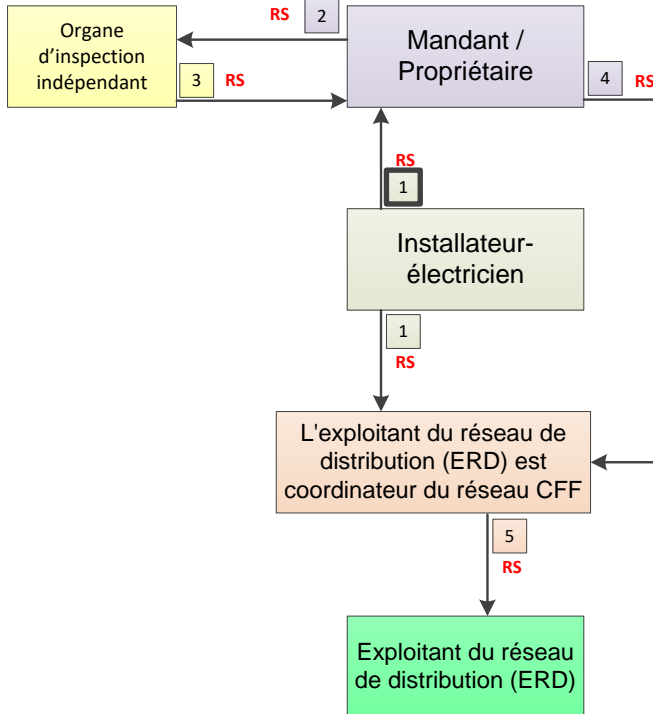 Organe
d'inspection
indépendant
RS
2
Mandant /
Propriétaire
3
RS
4
RS
RS
1
Installateur-
électricien
1
RS
L'exploitant du réseau de
distribution (ERD) est
coordinateur du réseau CFF
5
RS
Exploitant du réseau
de distribution (ERD)